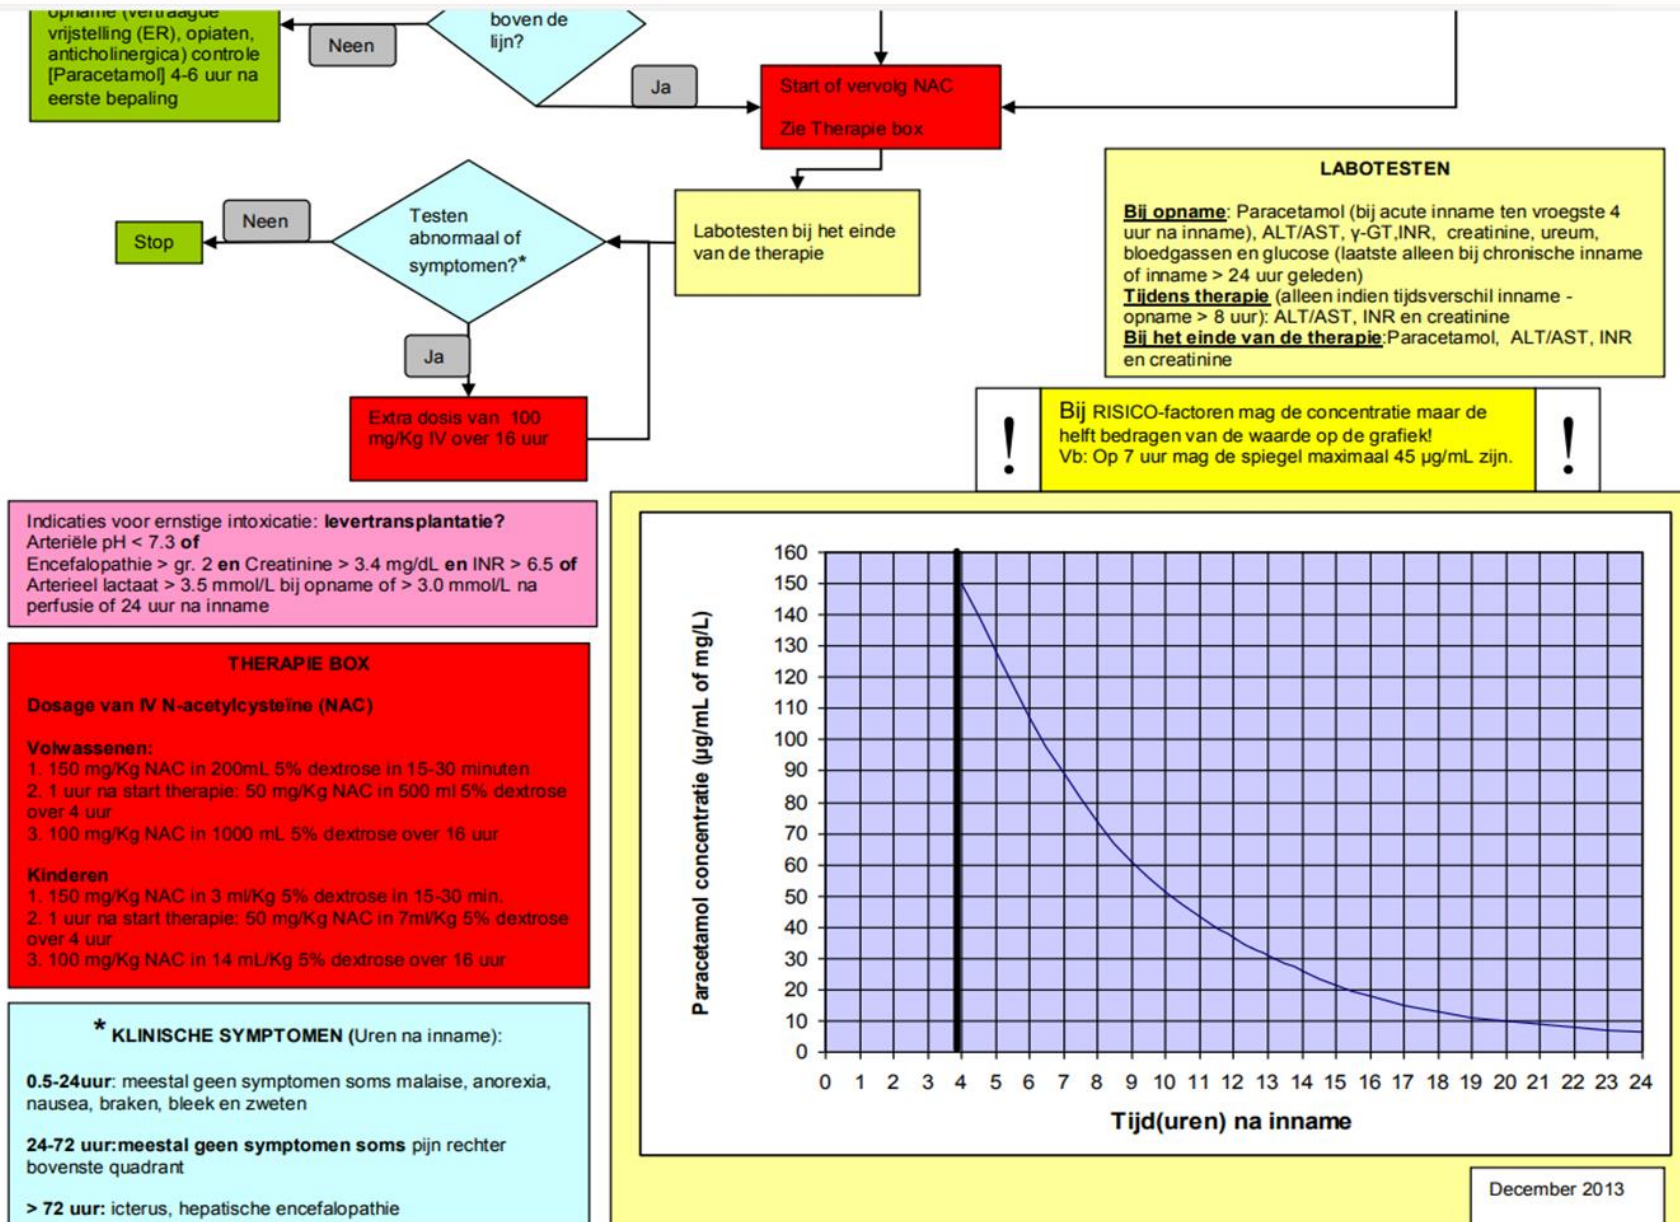 opname (vertraagde
vrijstelling (ER), opiaten,
anticholinergica) controle
[Paracetamol] 4-6 uur na
eerste bepaling
Neen
boven de
lijn?
Ja
Start of vervolg NAC
Zie Therapie box
Stop
Neen
Testen
abnormaal of
symptomen?*
Labotesten bij het einde
van de therapie
Ja
Extra dosis van 100
mg/Kg IV over 16 uur
LABOTESTEN
Bij opname: Paracetamol (bij acute inname ten vroegste 4
uur na inname), ALT/AST, γ-GT,INR, creatinine, ureum,
bloedgassen en glucose (laatste alleen bij chronische inname
of inname > 24 uur geleden)
Tijdens therapie (alleen indien tijdsverschil inname -
opname > 8 uur): ALT/AST, INR en creatinine
Bij het einde van de therapie:Paracetamol, ALT/AST, INR
en creatinine
!
Bij RISICO-factoren mag de concentratie maar de
helft bedragen van de waarde op de grafiek!
Vb: Op 7 uur mag de spiegel maximaal 45 µg/mL zijn.
!
Indicaties voor ernstige intoxicatie: levertransplantatie?
Arteriële pH < 7.3 of
Encefalopathie > gr. 2 en Creatinine > 3.4 mg/dL en INR > 6.5 of
Arterieel lactaat > 3.5 mmol/L bij opname of > 3.0 mmol/L na
perfusie of 24 uur na inname
THERAPIE BOX
Dosage van IV N-acetylcysteïne (NAC)
Volwassenen:
1. 150 mg/Kg NAC in 200mL 5% dextrose in 15-30 minuten
2. 1 uur na start therapie: 50 mg/Kg NAC in 500 ml 5% dextrose
over 4 uur
3. 100 mg/Kg NAC in 1000 mL 5% dextrose over 16 uur
Kinderen
1. 150 mg/Kg NAC in 3 ml/Kg 5% dextrose in 15-30 min.
2. 1 uur na start therapie: 50 mg/Kg NAC in 7ml/Kg 5% dextrose
over 4 uur
3. 100 mg/Kg NAC in 14 mL/Kg 5% dextrose over 16 uur
* KLINISCHE SYMPTOMEN (Uren na inname):
0.5-24uur: meestal geen symptomen soms malaise, anorexia,
nausea, braken, bleek en zweten
24-72 uur:meestal geen symptomen soms pijn rechter
bovenste quadrant
> 72 uur: icterus, hepatische encefalopathie
Paracetamol concentratie (µg/mL of mg/L)
160
150
140
130
120
110
100
90
80
70
60
50
40
30
20
10
0
0 1 2 3 4 5 6 7 8 9 10 11 12 13 14 15 16 17 18 19 20 21 22 23 24
Tijd(uren) na inname
December 2013